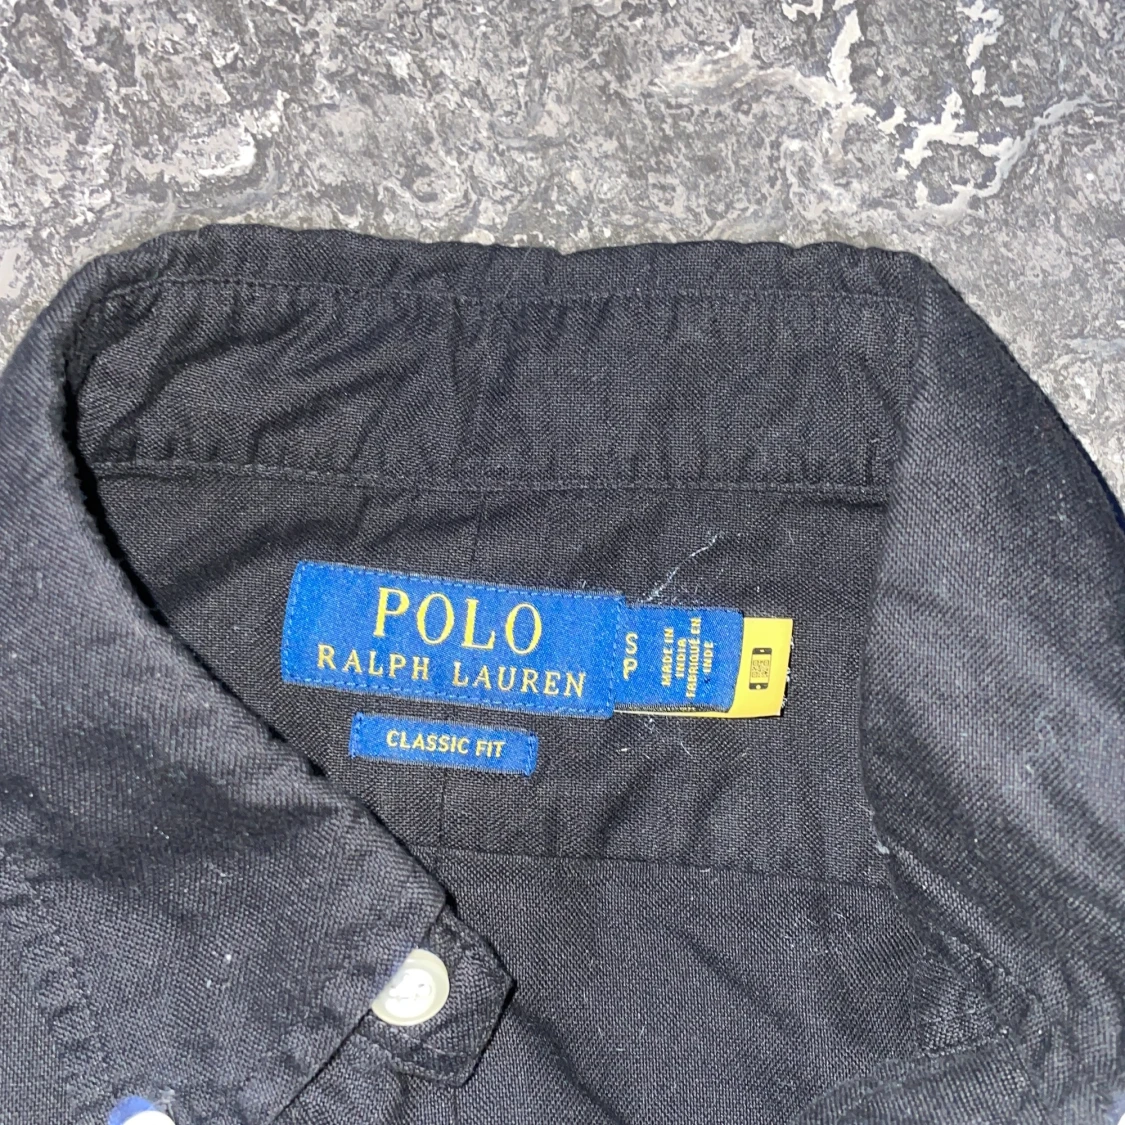 POLO
RALPH LAUREN
S
P
MADE IN
INDIA
FABRIQUÉ EN
INDE
CLASSIC FIT